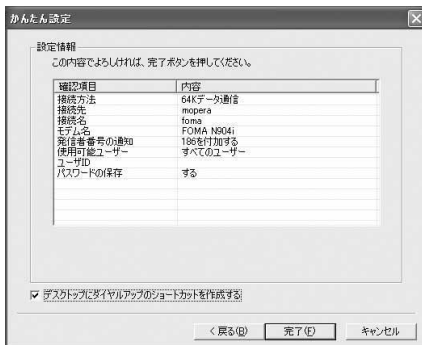 かんたん設定
設定情報
この内容でよろしければ、完了ボタンを押してください。
確認項目 内容
接続方法 64Kデータ通信
接続先 mopera
接続名 foma
モデム名 FOMA N904i
発信者番号の通知 186を付加する
使用可能ユーザー すべてのユーザー
ユーザID
パスワードの保存 する
デスクトップにダイヤルアップのショートカットを作成する
< 戻る(B) 完了(F) キャンセル